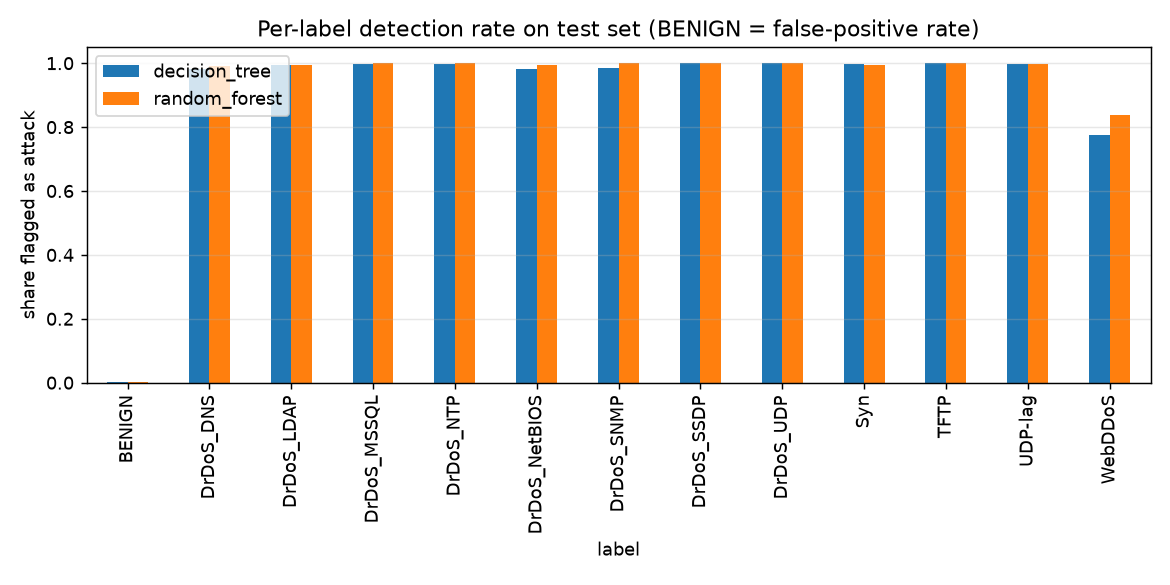 Per-label detection rate on test set (BENIGN = false-positive rate)
decision_tree
random_forest
share flagged as attack
1.0
0.8
0.6
0.4
0.2
0.0
BENIGN
DrDoS_DNS
DrDoS_LDAP
DrDoS_MSSQL
DrDoS_NTP
DrDoS_NetBIOS
DrDoS_SNMP
DrDoS_SSDP
DrDoS_UDP
Syn
TFTP
UDP-lag
WebDDoS
label